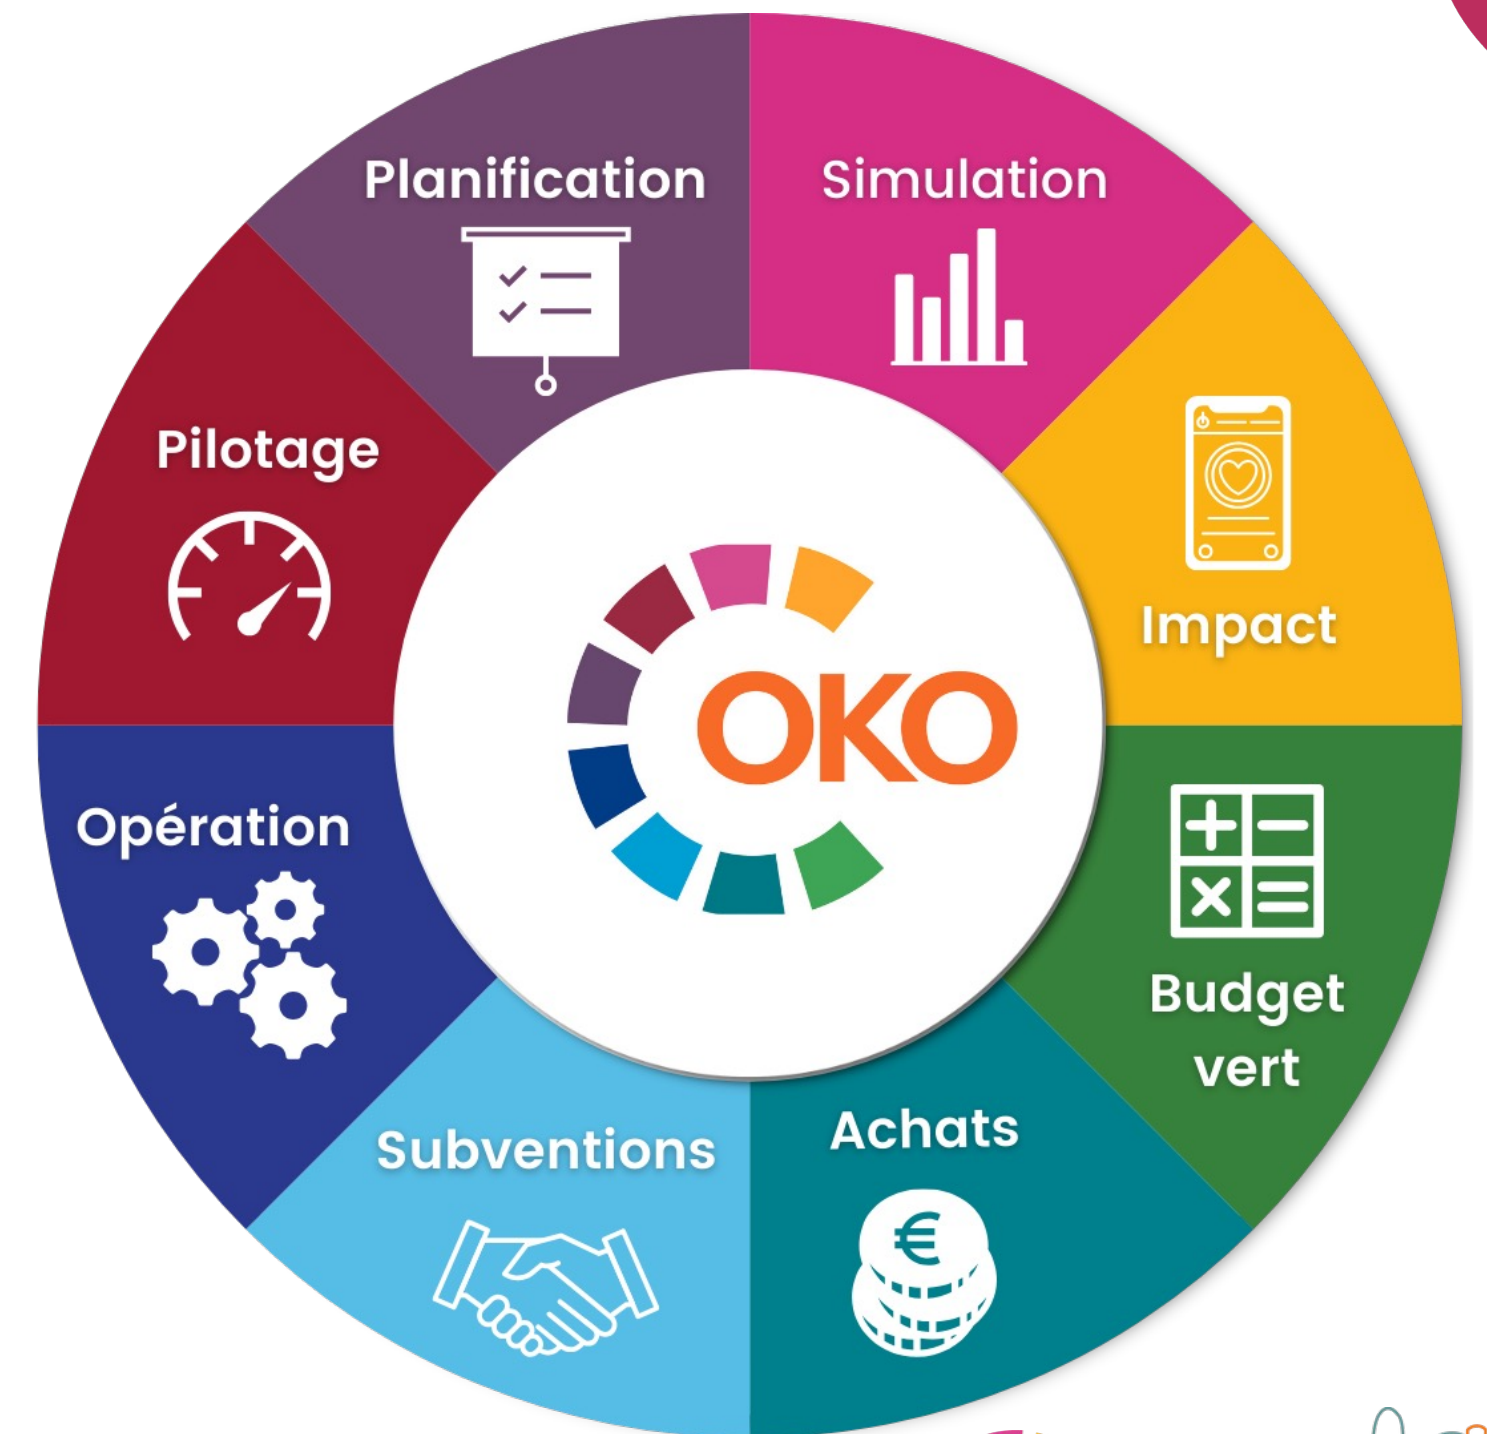 Planification
Simulation
Pilotage
Impact
OKO
Opération
Budget
vert
Achats
Subventions
€